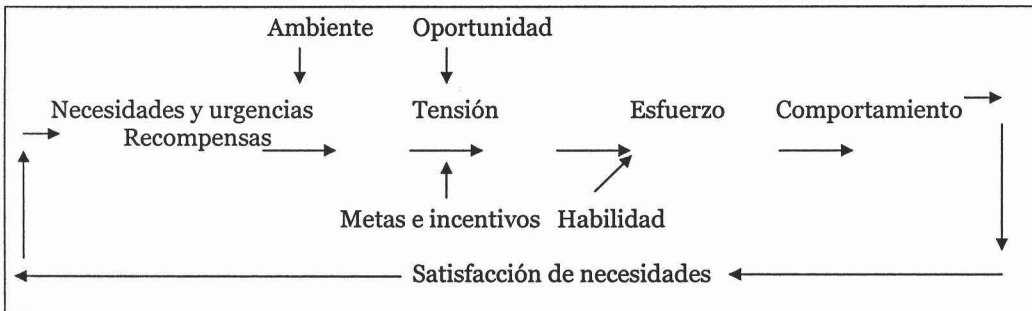 Ambiente Oportunidad
Necesidades y urgencias Tensión Esfuerzo Comportamiento
Recompensas
Metas e incentivos Habilidad
Satisfacción de necesidades